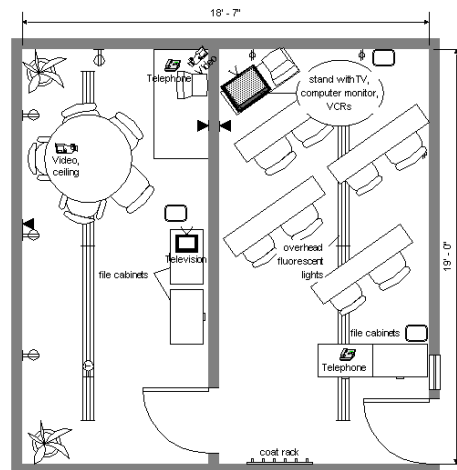 18' - 7"
Telephone
stand with TV,
computer monitor,
VCRs
Video,
ceiling
19' - 0"
overhead
fluorescent
lights
Television
file cabinets
file cabinets
Telephone
coat rack